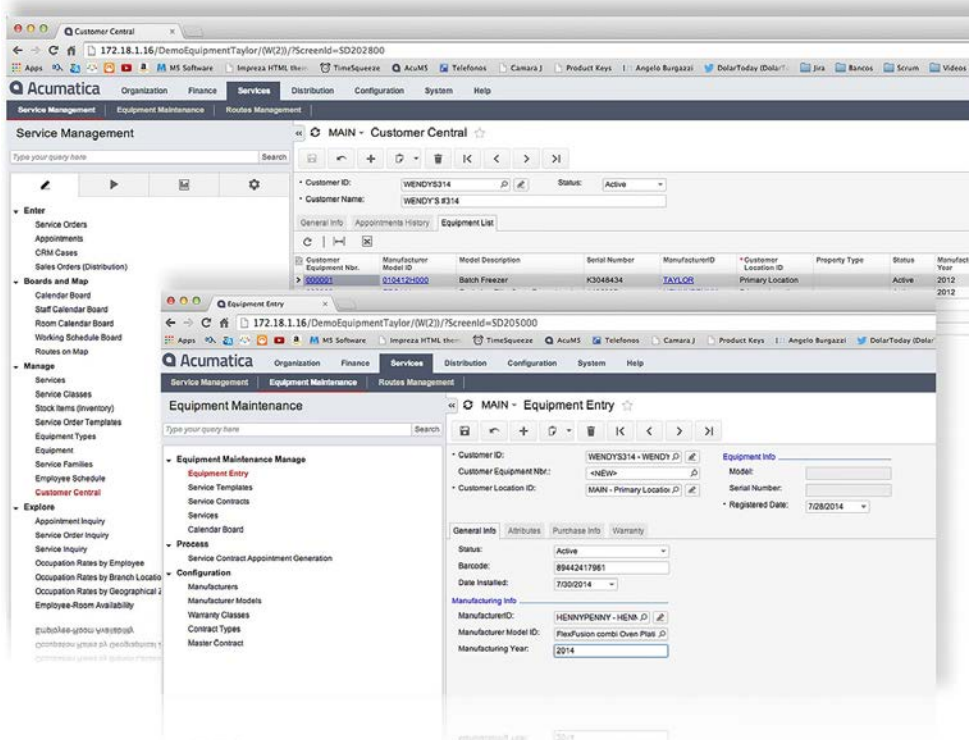 Customer Central
172.18.1.16/DemoEquipmentTaylor/(W(2))/?ScreenId=SD202800
Apps MS Software Impreza HTML them TimeSqueeze AcuMS Telefonos Camara J Product Keys Angelo Burgazzi DolarToday (Dolar Jira Bancos Scrum Videos
Acumatica Organization Finance Services Distribution Configuration System Help
Service Management Equipment Maintenance Routes Management
Service Management
MAIN - Customer Central
Type your query here Search
Customer ID: WENDYS314 Status: Active
Customer Name: WENDY'S #314
General Info Appointments History Equipment List
Enter
Service Orders
Appointments
CRM Cases
Sales Orders (Distribution)
Boards and Map
Calendar Board
Staff Calendar Board
Room Calendar Board
Working Schedule Board
Routes on Map
Manage
Services
Service Classes
Stock Items (Inventory)
Service Order Templates
Equipment Types
Equipment
Service Families
Employee Schedule
Customer Central
Explore
Appointment Inquiry
Service Order Inquiry
Service Inquiry
Occupation Rates by Employee
Occupation Rates by Branch Locatio
Occupation Rates by Geographical Z
Employee-Room Availability
Customer Equipment Nbr. Manufacturer Model ID Model Description Serial Number ManufacturerID *Customer Location ID Property Type Status Manufact Year
000001 010412H000 Batch Freezer K3048434 TAYLOR Primary Location Active 2012
Equipment Entry
172.18.1.16/DemoEquipmentTaylor/(W(2))/?ScreenId=SD205000
Apps MS Software Impreza HTML them TimeSqueeze AcuMS Telefonos Camara J Product Keys Angelo Burgazzi DolarToday (Dolar
Acumatica Organization Finance Services Distribution Configuration System Help
Service Management Equipment Maintenance Routes Management
Equipment Maintenance
MAIN - Equipment Entry
Type your query here Search
Equipment Maintenance Manage
Equipment Entry
Service Templates
Service Contracts
Services
Calendar Board
Process
Service Contract Appointment Generation
Configuration
Manufacturers
Manufacturer Models
Warranty Classes
Contract Types
Master Contract
Customer ID: WENDYS314 - WENDY
Customer Equipment Nbr.: <NEW>
Customer Location ID: MAIN - Primary Locatio
Equipment Info
Model:
Serial Number:
Registered Date: 7/28/2014
General Info Attributes Purchase Info Warranty
Status: Active
Barcode: 89442417961
Date Installed: 7/30/2014
Manufacturing Info
ManufacturerID: HENNYPENNY - HENN
Manufacturer Model ID: FlexFusion combi Oven Plati
Manufacturing Year: 2014